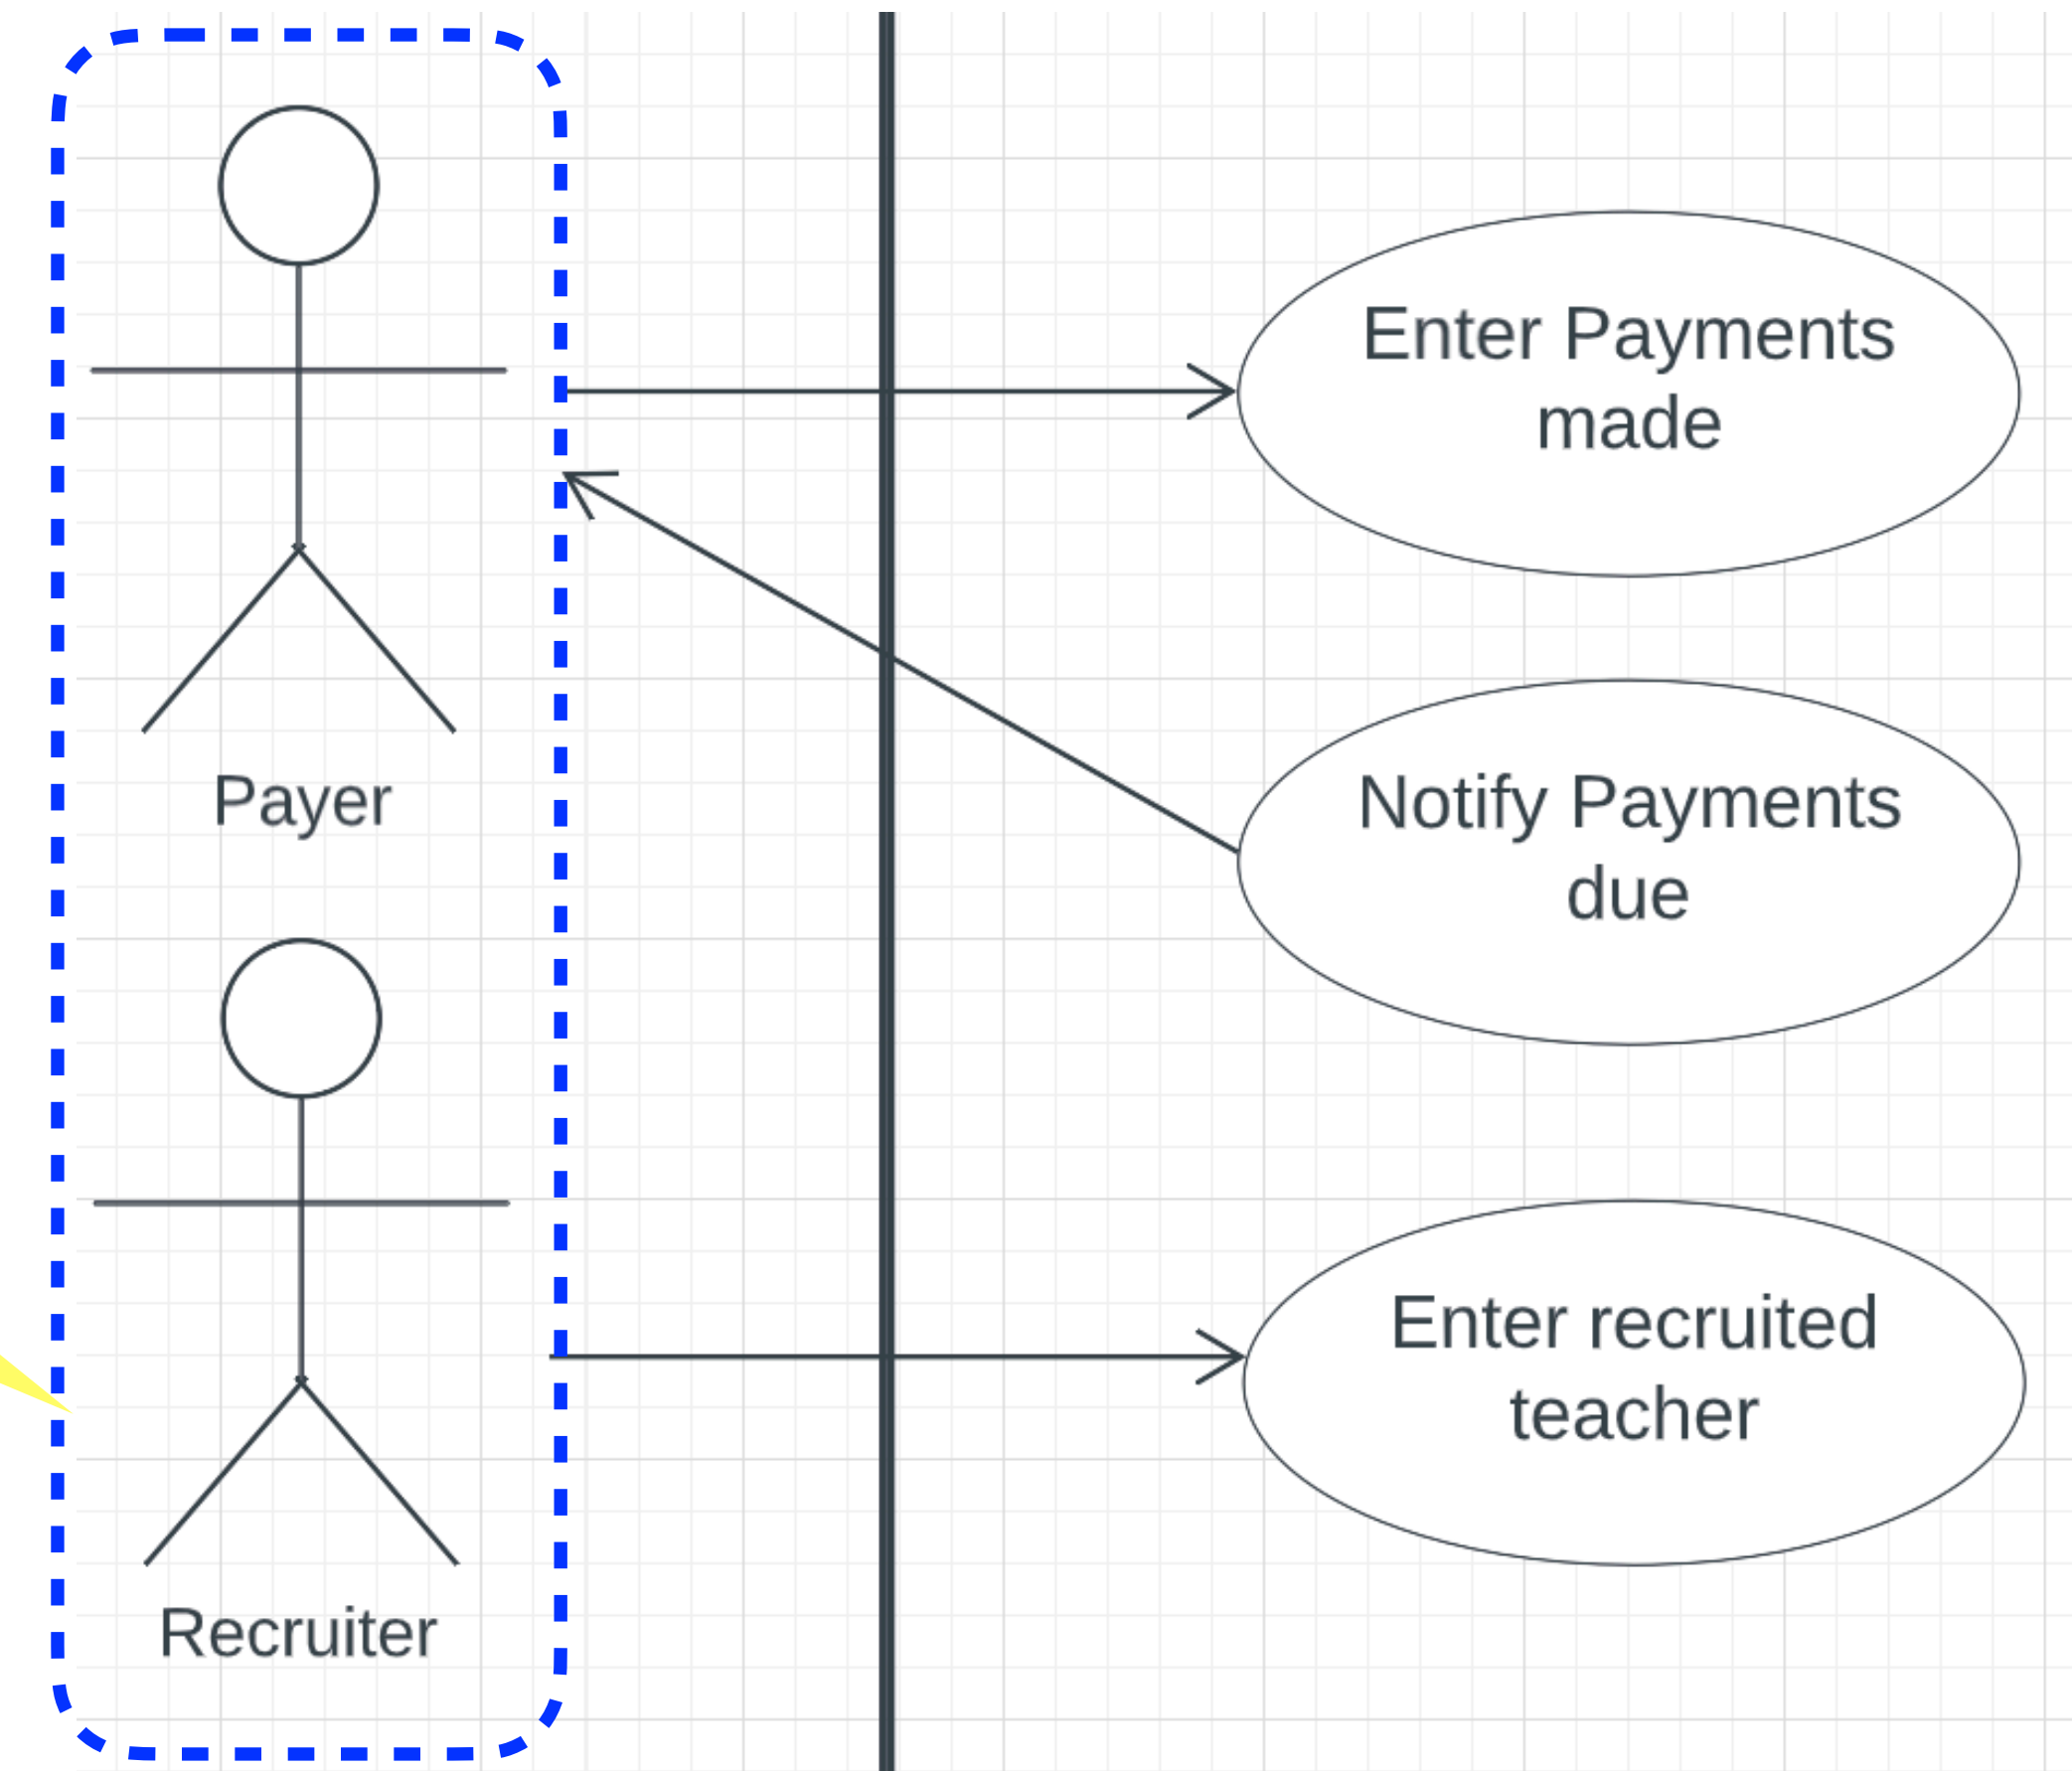 Enter Payments
made
Payer
Notify Payments
due
Enter recruited
teacher
Recruiter